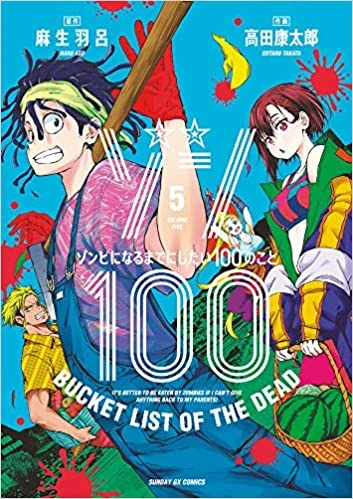 原作
麻生羽呂
HARO ASO
作画
高田康太郎
KOTARO TAKATA
ゾン
5
VOLUME
FIVE
ゾンビになるまでにしたい100のこと
100
BUCKET LIST OF THE DEAD
IT'S BETTER TO BE EATEN BY ZOMBIES IF I CAN'T GIVE
ANYTHING BACK TO MY PARENTS!
SUNDAY GX COMICS